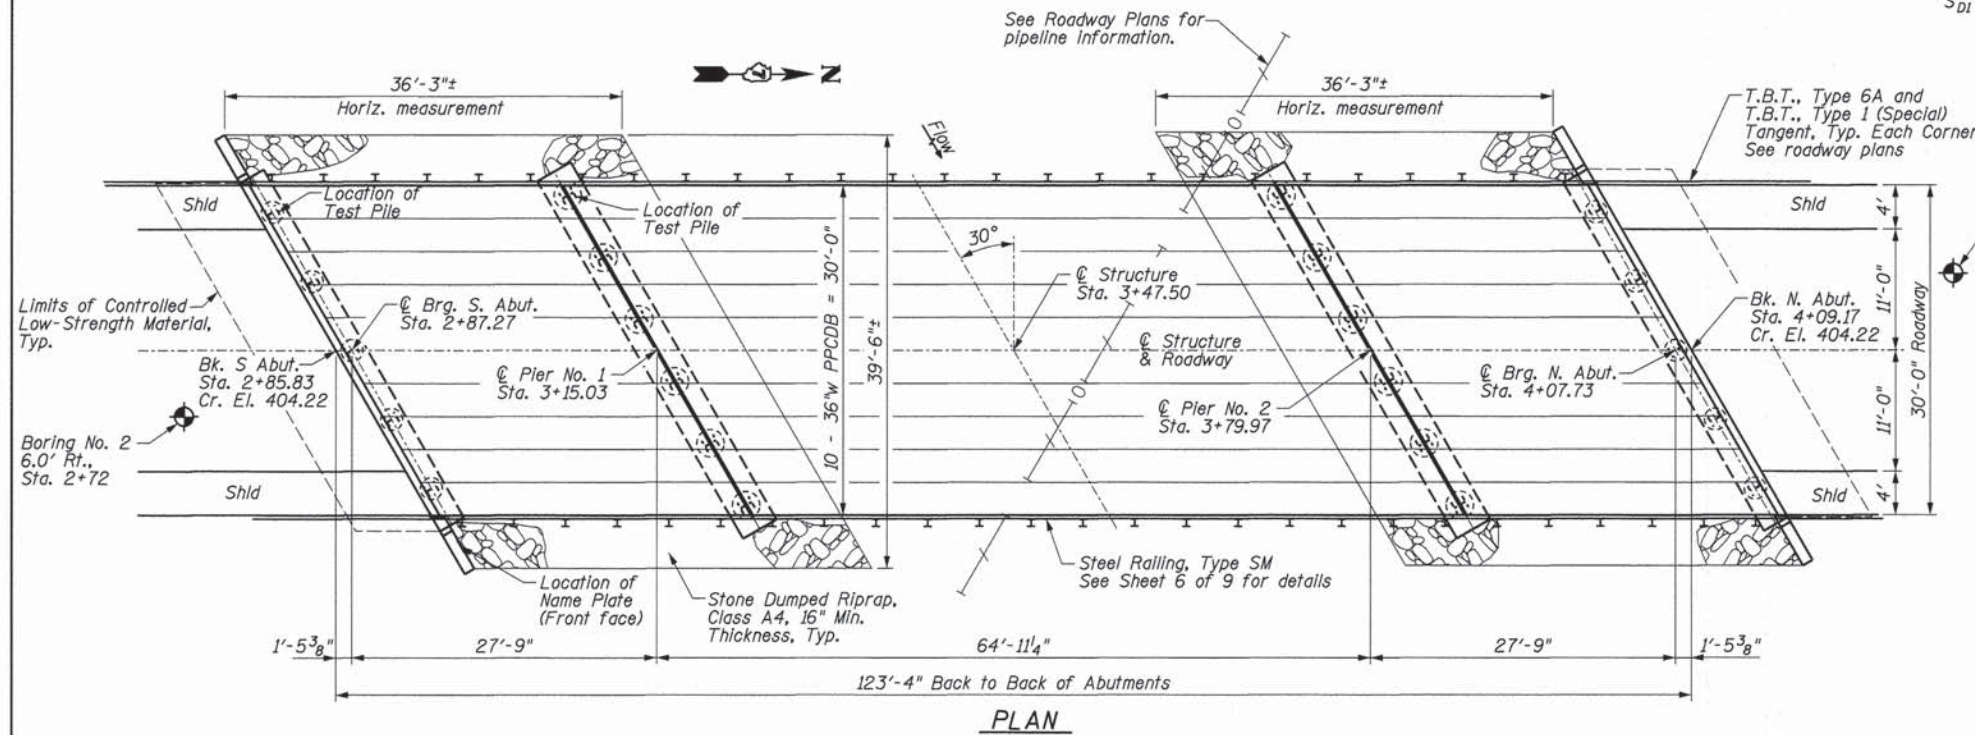 See Roadway Plans for
pipeline information.
S D1
36'-3"±
Horiz. measurement
N
36'-3"±
Horiz. measurement
T.B.T., Type 6A and
T.B.T., Type 1 (Special)
Tangent, Typ. Each Corner
See roadway plans
Flow
Shld
Location of
Test Pile
Location of
Test Pile
Shld
4'
30°
10 - 36"w PPCDB = 30'-0"
39'-6"±
℄ Structure
Sta. 3+47.50
11'-0"
30'-0" Roadway
Limits of Controlled
Low-Strength Material,
Typ.
℄ Brg. S. Abut.
Sta. 2+87.27
Bk. N. Abut.
Sta. 4+09.17
Cr. El. 404.22
℄ Structure
& Roadway
Bk. S Abut.
Sta. 2+85.83
Cr. El. 404.22
℄ Pier No. 1
Sta. 3+15.03
℄ Brg. N. Abut.
Sta. 4+07.73
℄ Pier No. 2
Sta. 3+79.97
11'-0"
Boring No. 2
6.0' Rt.,
Sta. 2+72
Shld
Shld
4'
Location of
Name Plate
(Front face)
Stone Dumped Riprap,
Class A4, 16" Min.
Thickness, Typ.
Steel Railing, Type SM
See Sheet 6 of 9 for details
1'-5⅜"
27'-9"
64'-11¼"
27'-9"
1'-5⅜"
123'-4" Back to Back of Abutments
PLAN